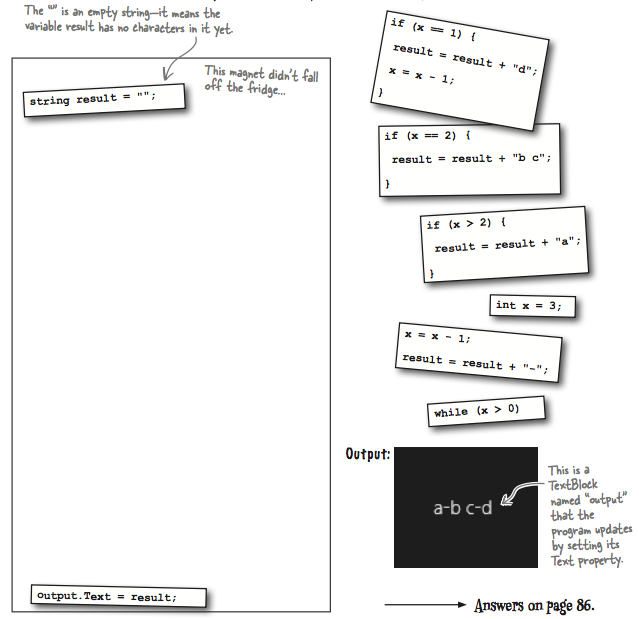 The "" is an empty string—it means the
variable result has no characters in it yet.
This magnet didn't fall
off the fridge...
string result = "";
output.Text = result;
if (x == 1) {
result = result + "d";
x = x - 1;
}
if (x == 2) {
result = result + "b c";
}
if (x > 2) {
result = result + "a";
}
int x = 3;
x = x - 1;
result = result + "-";
while (x > 0)
Output:
a-b c-d
This is a
TextBlock
named "output"
that the
program updates
by setting its
Text property.
Answers on page 86.